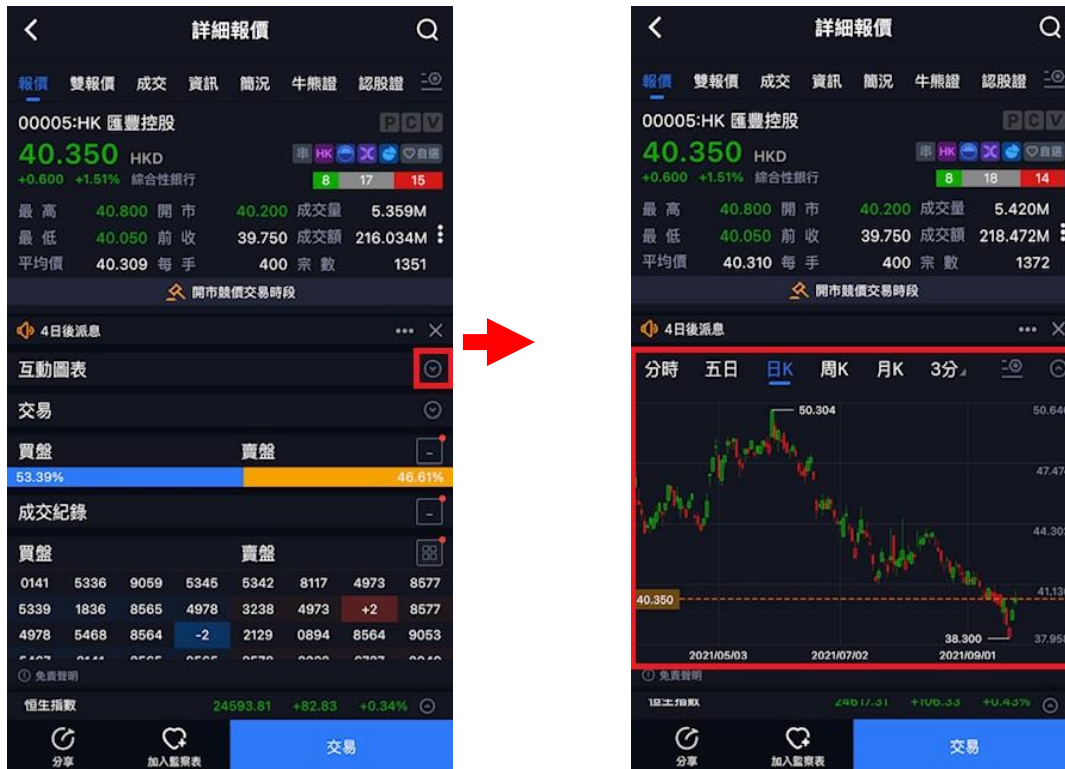 詳細報價
報價 雙報價 成交 資訊 簡況 牛熊證 認股證
00005:HK 匯豐控股 P C V
40.350 HKD 串 HK 自選
+0.600 +1.51% 綜合性銀行 8 17 15
最 高 40.800 開 市 40.200 成交量 5.359M
最 低 40.050 前 收 39.750 成交額 216.034M
平均價 40.309 每 手 400 宗 數 1351
開市競價交易時段
4日後派息
互動圖表
交易
買盤 賣盤
53.39% 46.61%
成交紀錄
買盤 賣盤
0141 5336 9059 5345 5342 8117 4973 8577
5339 1836 8565 4978 3238 4973 +2 8577
4978 5468 8564 -2 2129 0894 8564 9053
免責聲明
恒生指數 24593.81 +82.83 +0.34%
分享 加入監察表 交易
詳細報價
報價 雙報價 成交 資訊 簡況 牛熊證 認股證
00005:HK 匯豐控股 P C V
40.350 HKD 串 HK 自選
+0.600 +1.51% 綜合性銀行 8 18 14
最 高 40.800 開 市 40.200 成交量 5.420M
最 低 40.050 前 收 39.750 成交額 218.472M
平均價 40.310 每 手 400 宗 數 1372
開市競價交易時段
4日後派息
分時 五日 日K 周K 月K 3分
50.304
40.350
38.300
2021/05/03 2021/07/02 2021/09/01
免責聲明
恒生指數 24617.31 +106.33 +0.43%
分享 加入監察表 交易